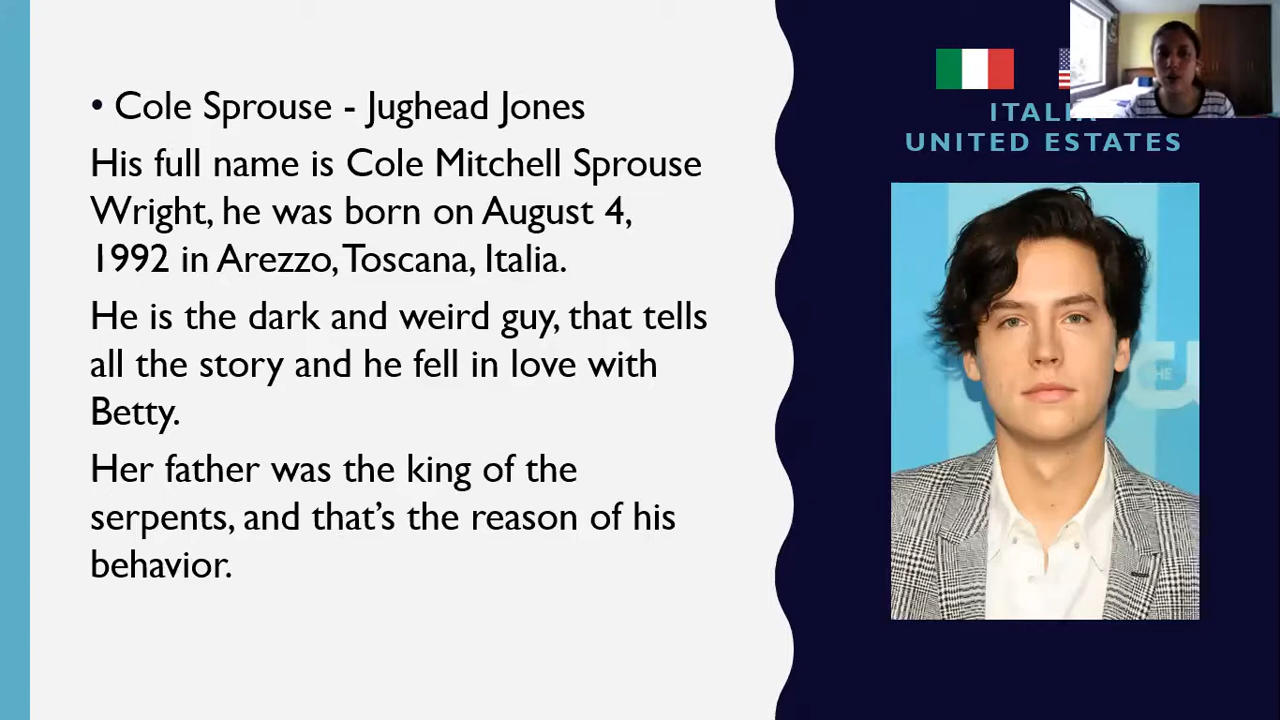 • Cole Sprouse - Jughead Jones
His full name is Cole Mitchell Sprouse
Wright, he was born on August 4,
1992 in Arezzo, Toscana, Italia.
He is the dark and weird guy, that tells
all the story and he fell in love with
Betty.
Her father was the king of the
serpents, and that’s the reason of his
behavior.
ITALIA
UNITED ESTATES
THE